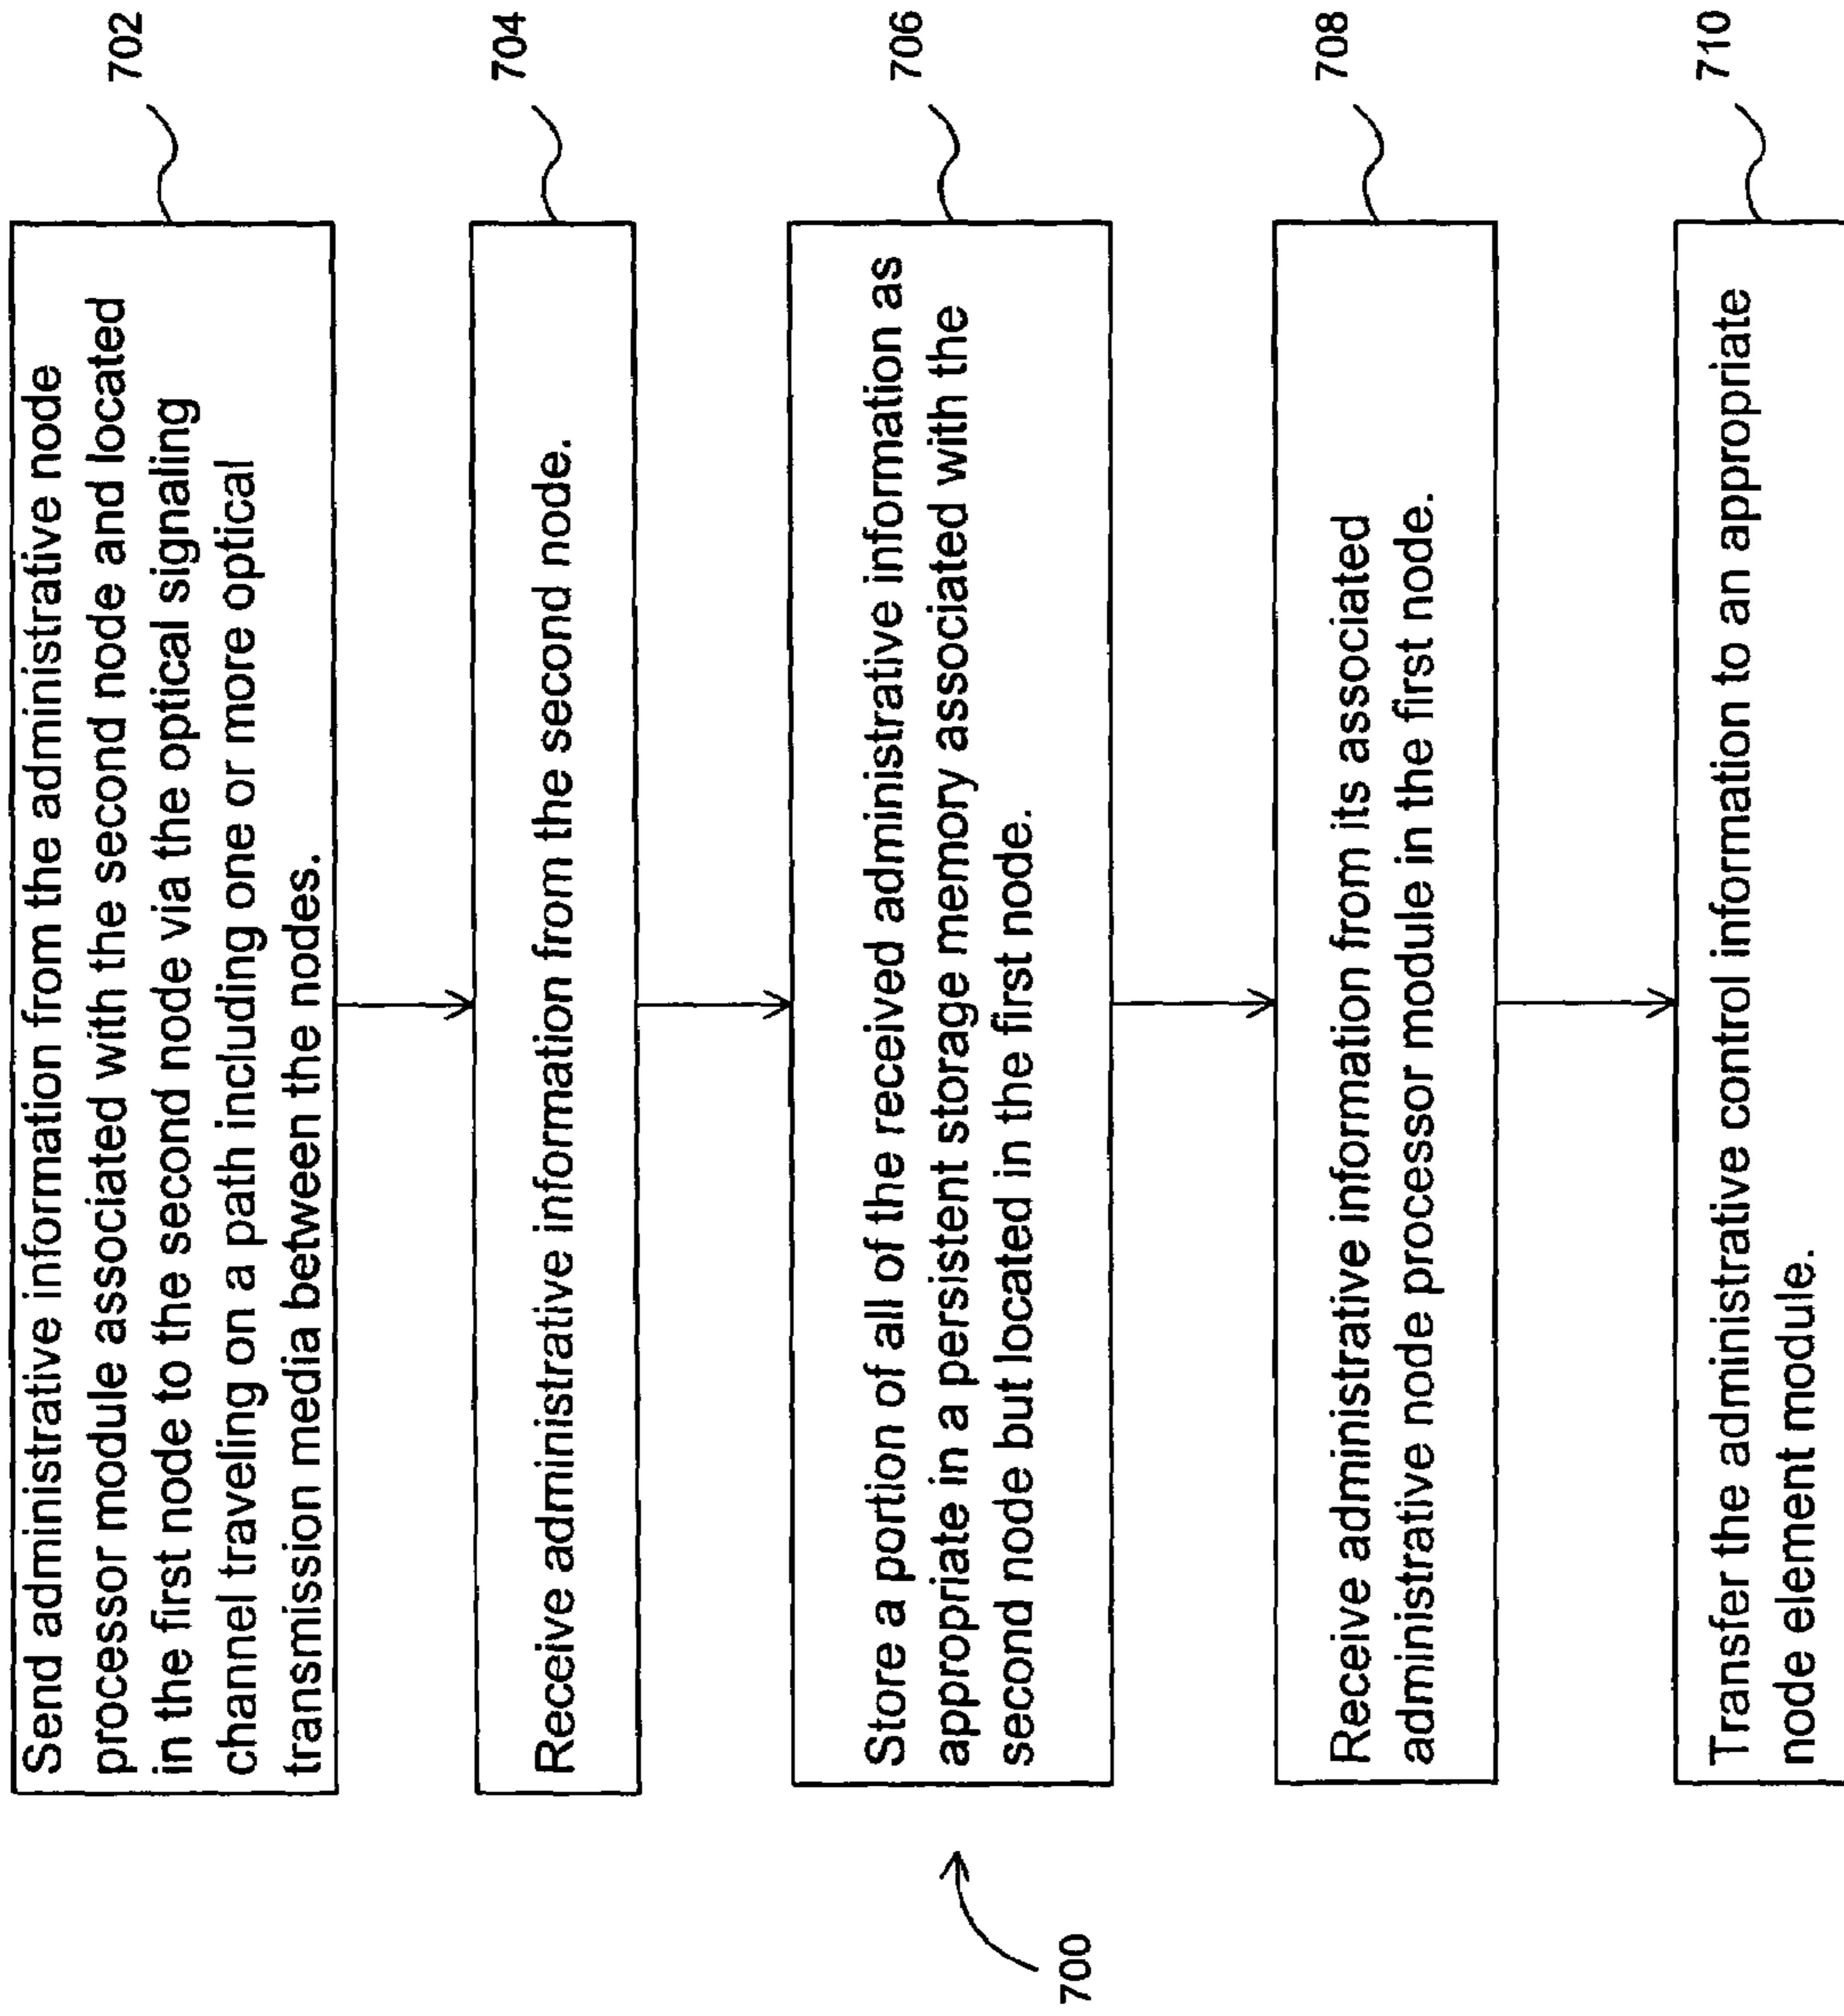 Send administrative information from the administrative node
processor module associated with the second node and located
in the first node to the second node via the optical signaling
channel traveling on a path including one or more optical
transmission media between the nodes.
702
Receive administrative information from the second node.
704
Store a portion of all of the received administrative information as
appropriate in a persistent storage memory associated with the
second node but located in the first node.
706
Receive administrative information from its associated
administrative node processor module in the first node.
708
Transfer the administrative control information to an appropriate
node element module.
710
700